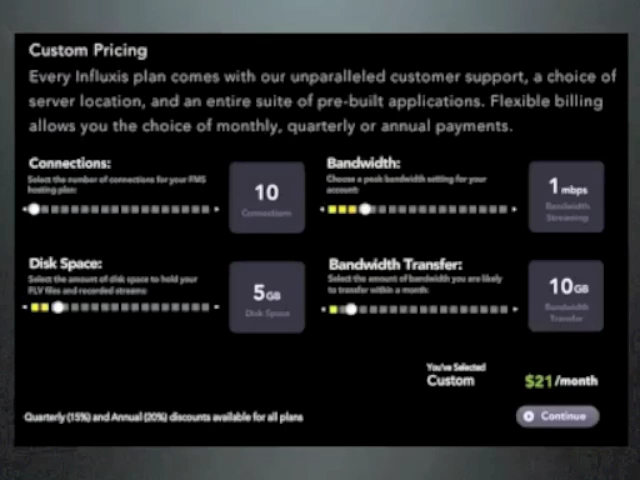 Custom Pricing
Every Influxis plan comes with our unparalleled customer support, a choice of
server location, and an entire suite of pre-built applications. Flexible billing
allows you the choice of monthly, quarterly or annual payments.
Connections:
Select the number of connections for your FMS
hosting plan:
10
Connections
Bandwidth:
Choose a peak bandwidth setting for your
account:
1 mbps
Bandwidth
Streaming
Disk Space:
Select the amount of disk space to hold your
FLV files and recorded streams:
5 GB
Disk Space
Bandwidth Transfer:
Select the amount of bandwidth you are likely
to transfer within a month:
10 GB
Bandwidth
Transfer
You've Selected
Custom
$21 /month
Quarterly (15%) and Annual (20%) discounts available for all plans
Continue